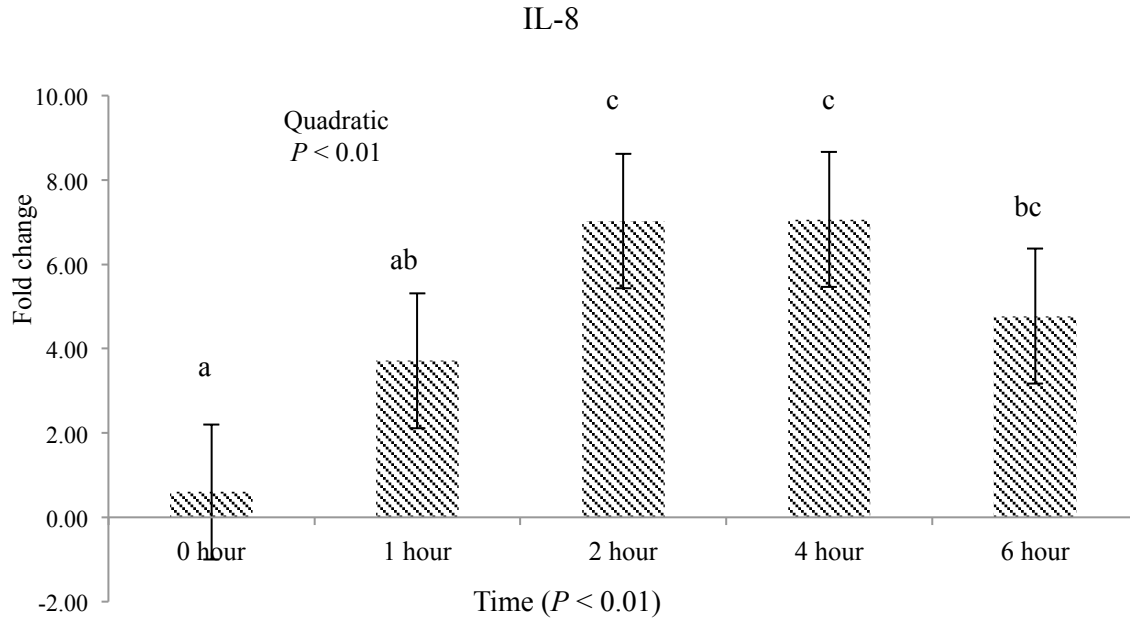 IL-8
10.00
8.00
6.00
4.00
2.00
0.00
-2.00
Fold change
Quadratic
P < 0.01
a
ab
c
c
bc
0 hour
1 hour
2 hour
4 hour
6 hour
Time (P < 0.01)